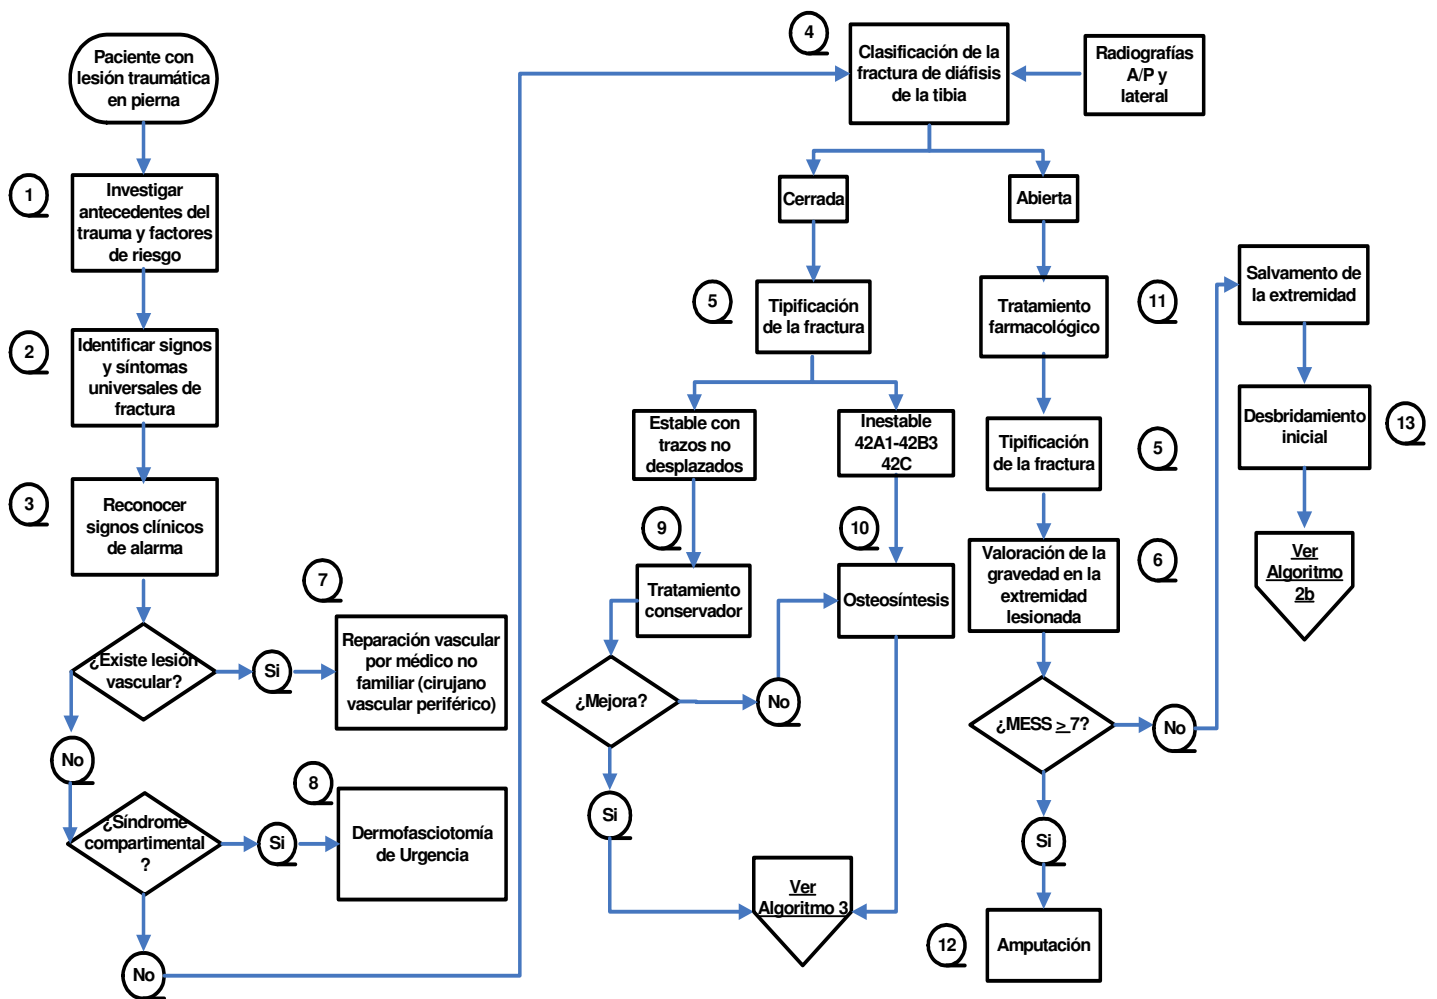 Paciente con
lesión traumática
en pierna
1
Investigar
antecedentes del
trauma y factores
de riesgo
2
Identificar signos
y síntomas
universales de
fractura
3
Reconocer
signos clínicos
de alarma
¿Existe lesión
vascular?
Si
7
Reparación vascular
por médico no
familiar (cirujano
vascular periférico)
No
¿Síndrome
compartimental
?
Si
8
Dermofasciotomía
de Urgencia
No
4
Clasificación de la
fractura de diáfisis
de la tibia
Radiografías
A/P y
lateral
Cerrada
5
Tipificación
de la fractura
Estable con
trazos no
desplazados
Inestable
42A1-42B3
42C
9
Tratamiento
conservador
10
Osteosíntesis
¿Mejora?
No
Si
Ver
Algoritmo 3
Abierta
Tratamiento
farmacológico
11
Tipificación
de la fractura
5
Valoración de la
gravedad en la
extremidad
lesionada
6
¿MESS ≥ 7?
No
Si
12
Amputación
Salvamento de
la extremidad
Desbridamiento
inicial
13
Ver
Algoritmo
2b